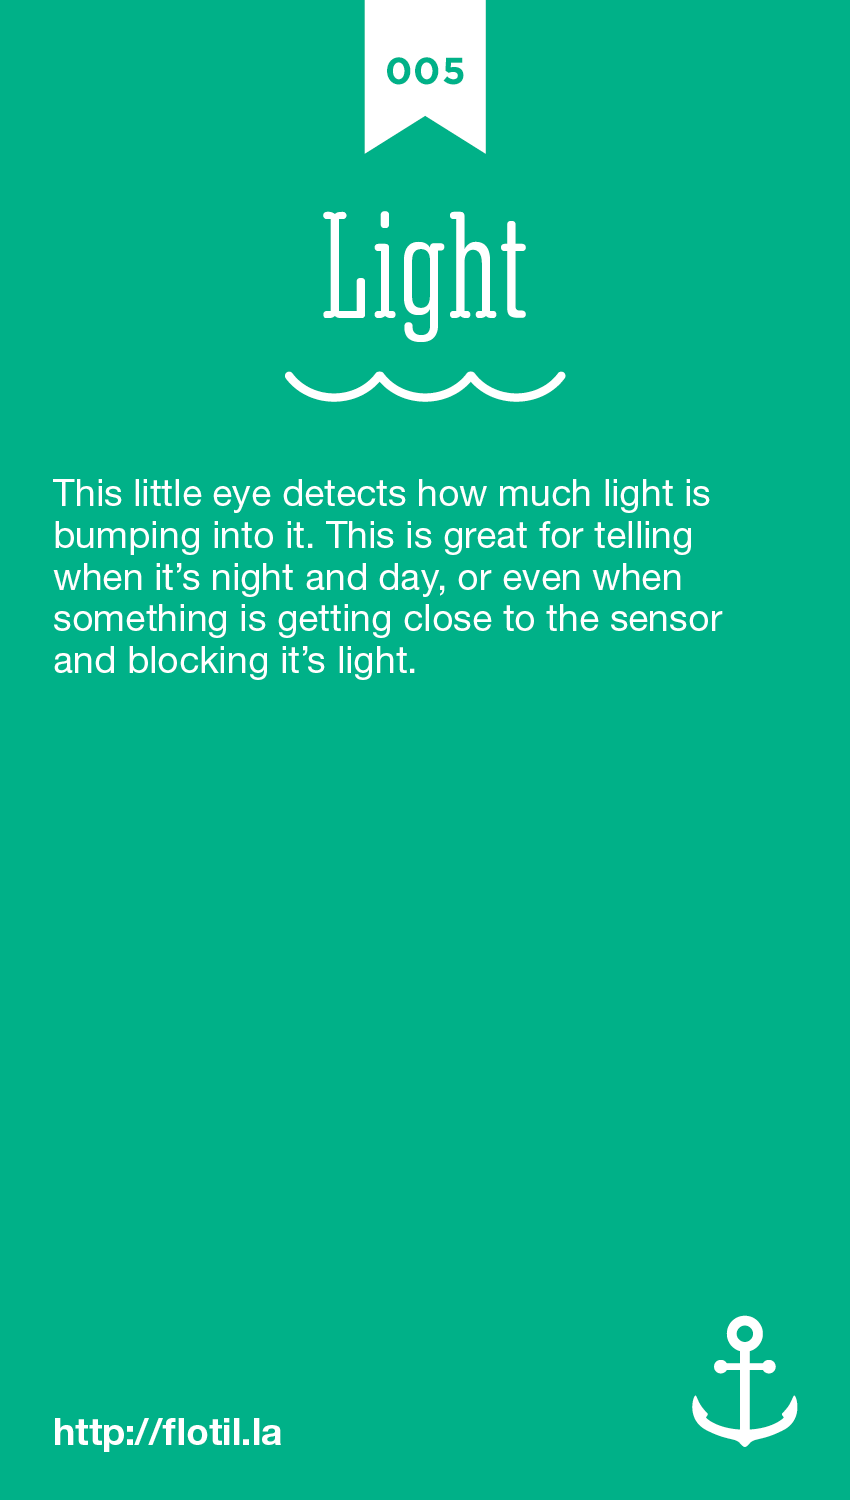 005
Light
This little eye detects how much light is
bumping into it. This is great for telling
when it’s night and day, or even when
something is getting close to the sensor
and blocking it’s light.
http://flotil.la